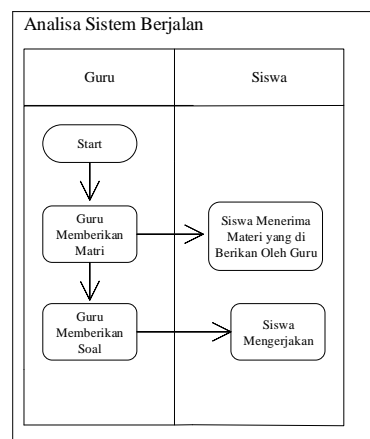 Analisa Sistem Berjalan
Guru
Siswa
Start
Guru
Memberikan
Matri
Siswa Menerima
Materi yang di
Berikan Oleh Guru
Guru
Memberikan
Soal
Siswa
Mengerjakan